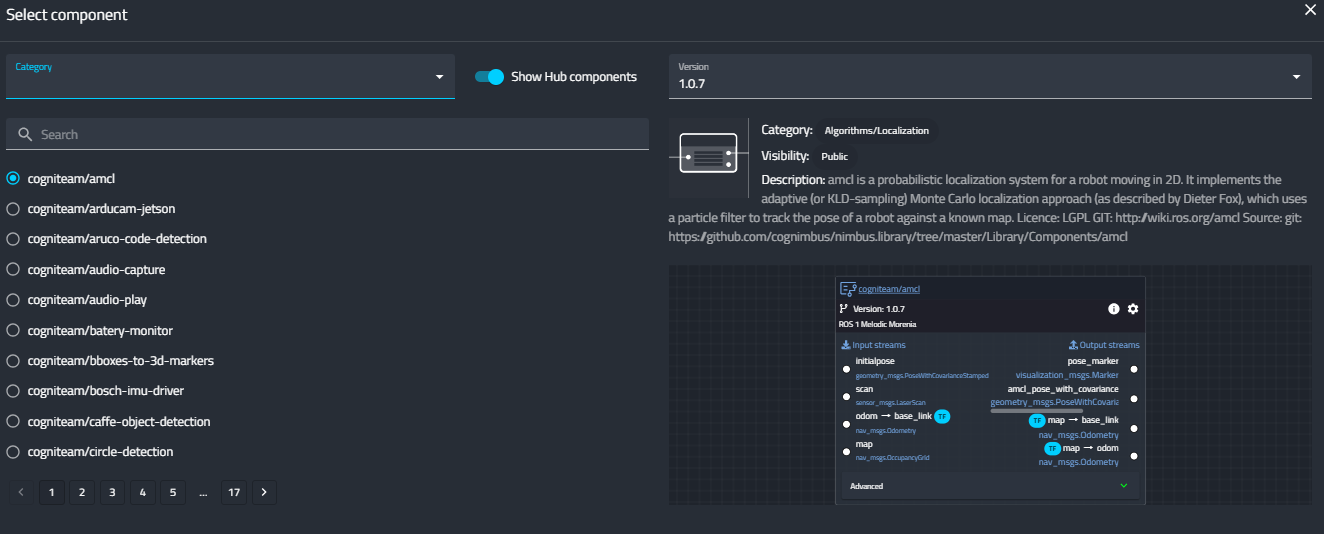 Select component
Category
Show Hub components
Search
cogniteam/amcl
cogniteam/arducam-jetson
cogniteam/aruco-code-detection
cogniteam/audio-capture
cogniteam/audio-play
cogniteam/batery-monitor
cogniteam/bboxes-to-3d-markers
cogniteam/bosch-imu-driver
cogniteam/caffe-object-detection
cogniteam/circle-detection
1 2 3 4 5 ... 17
Version
1.0.7
Category: Algorithms/Localization
Visibility: Public
Description: amcl is a probabilistic localization system for a robot moving in 2D. It implements the
adaptive (or KLD-sampling) Monte Carlo localization approach (as described by Dieter Fox), which uses
a particle filter to track the pose of a robot against a known map. Licence: LGPL GIT: http://wiki.ros.org/amcl Source: git:
https://github.com/cognimbus/nimbus.library/tree/master/Library/Components/amcl
cogniteam/amcl
Version: 1.0.7
ROS 1 Melodic Morenia
Input streams
initialpose
geometry_msgs.PoseWithCovarianceStamped
scan
sensor_msgs.LaserScan
odom → base_link TF
nav_msgs.Odometry
map
nav_msgs.OccupancyGrid
Output streams
pose_marker
visualization_msgs.Marker
amcl_pose_with_covariance
geometry_msgs.PoseWithCovaria
TF map → base_link
nav_msgs.Odometry
TF map → odom
nav_msgs.Odometry
Advanced